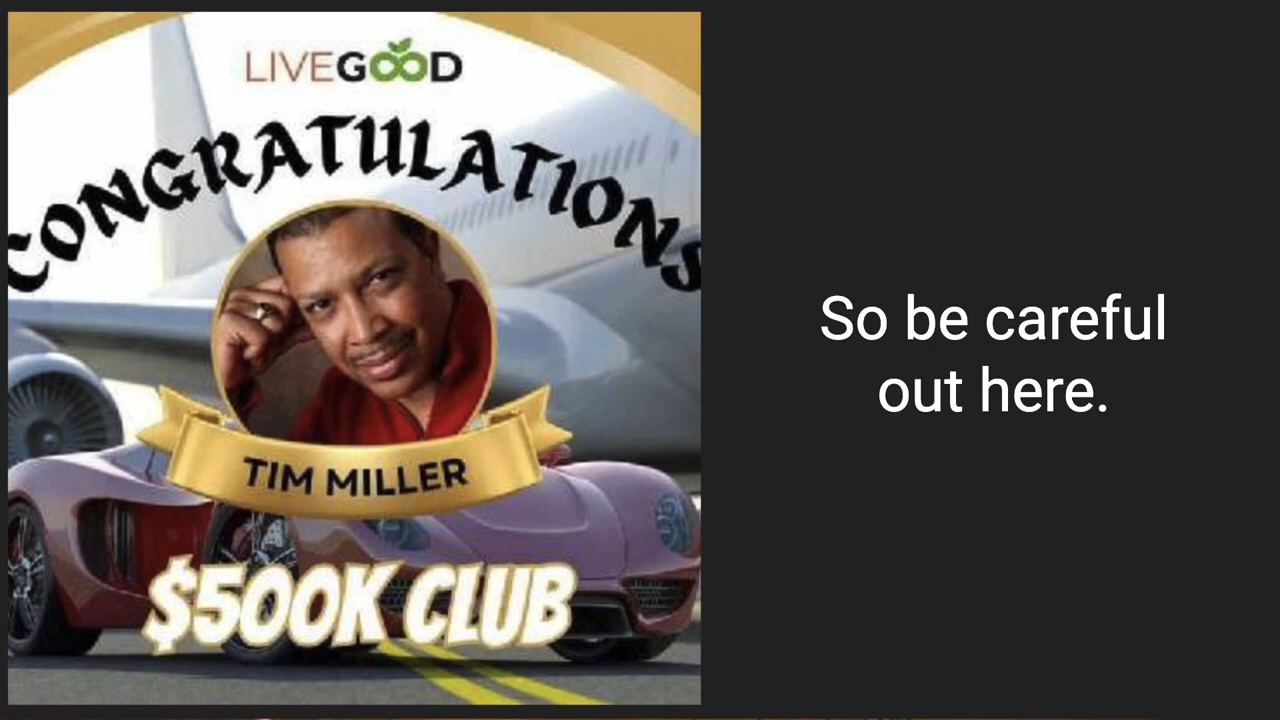 LIVEGOOD
CONGRATULATIONS
TIM MILLER
$500K CLUB
So be careful
out here.